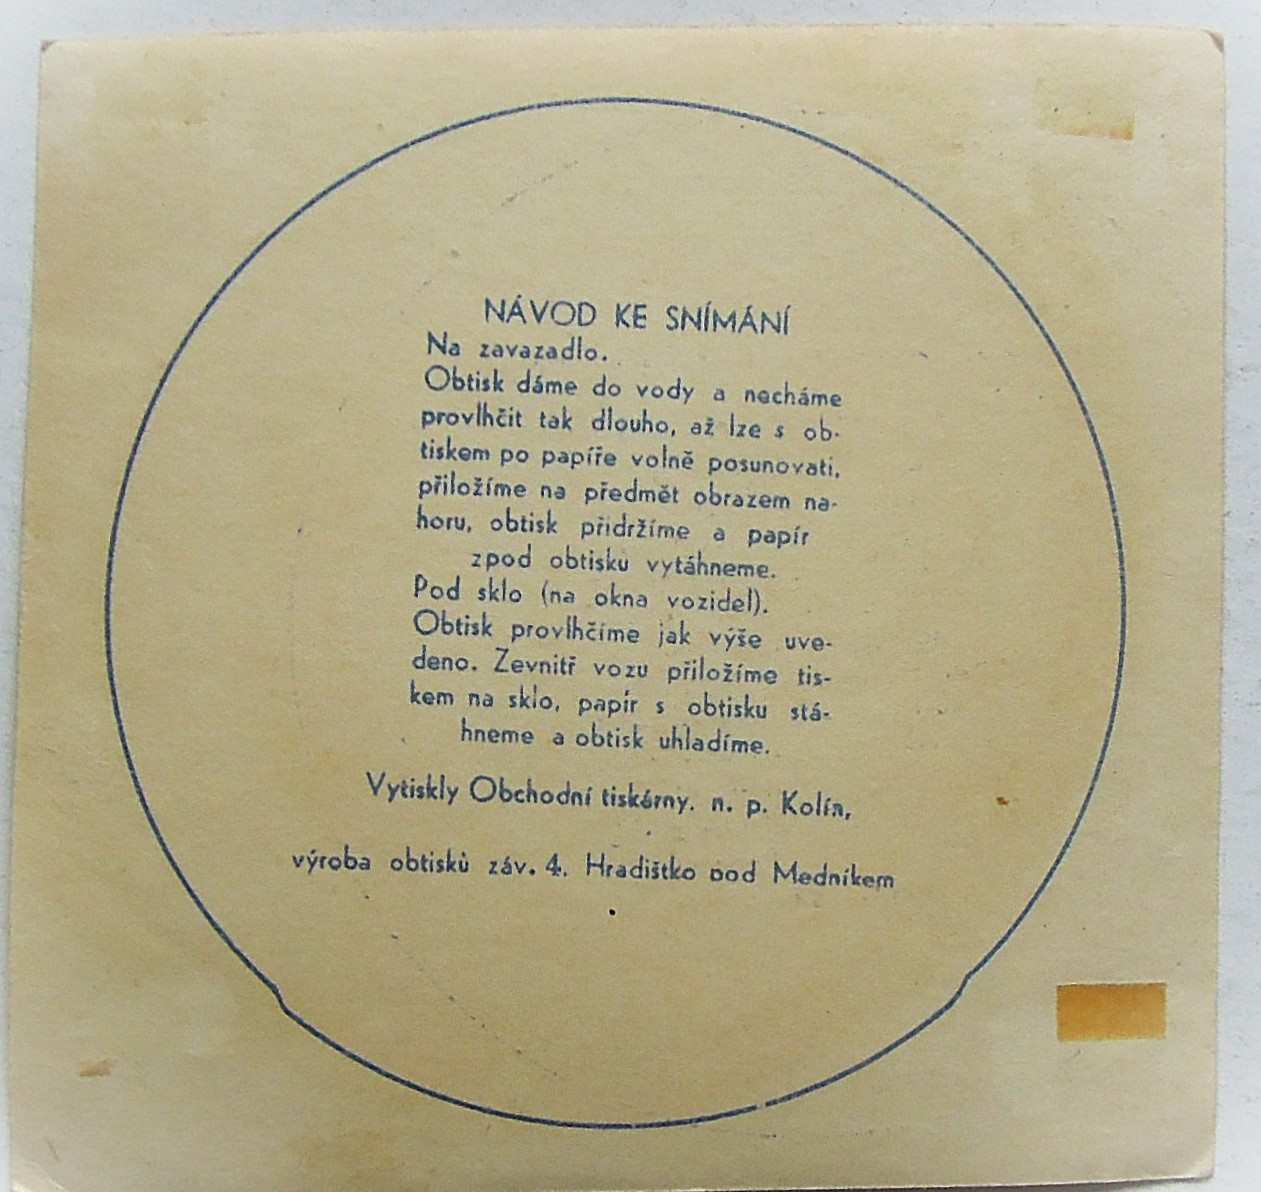 NÁVOD KE SNÍMÁNÍ
Na zavazadlo.
Obtisk dáme do vody a necháme
provlhčit tak dlouho, až lze s ob-
tiskem po papíře volně posunovati,
přiložíme na předmět obrazem na-
horu, obtisk přidržíme a papír
zpod obtisku vytáhneme.
Pod sklo (na okna vozidel).
Obtisk provlhčíme jak výše uve-
deno. Zevnitř vozu přiložíme tis-
kem na sklo, papír s obtisku stá-
hneme a obtisk uhladíme.
Vytiskly Obchodní tiskárny. n. p. Kolín,
výroba obtisků záv. 4. Hradištko pod Medníkem